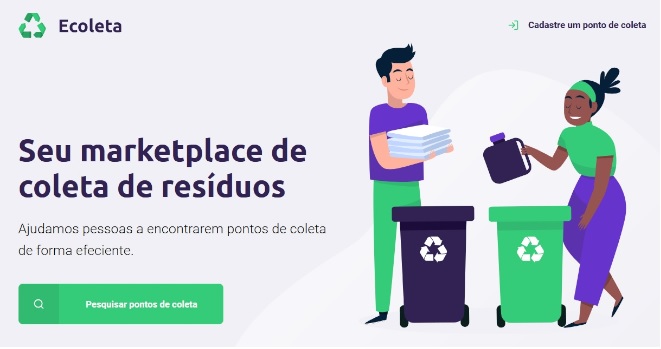 Ecoleta
Cadastre um ponto de coleta
Seu marketplace de
coleta de resíduos
Ajudamos pessoas a encontrarem pontos de coleta
de forma efeciente.
Pesquisar pontos de coleta